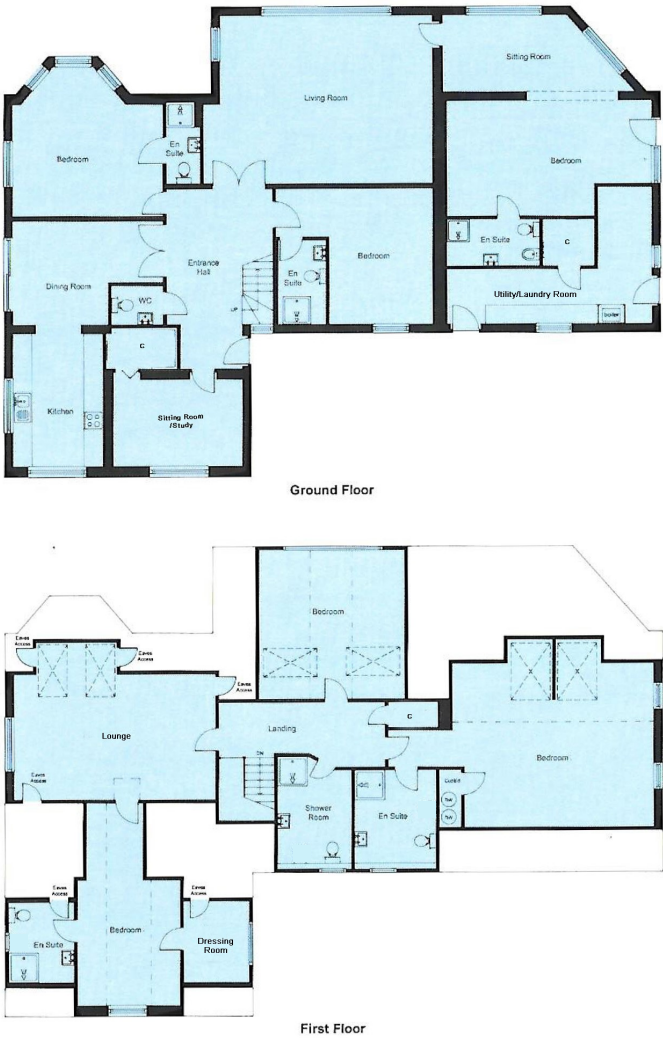 Sitting Room
Living Room
En
Suite
Bedroom
Bedroom
En Suite
C
Entrance
Hall
Bedroom
En
Suite
Dining Room
WC
UP
Utility/Laundry Room
boiler
C
Kitchen
Sitting Room
/Study
Ground Floor
Bedroom
Eaves
Access
Eaves
Access
Eaves
Access
Landing
C
Lounge
DN
Bedroom
Eaves
Access
Shower
Room
En Suite
HW
HW
Eaves
Access
Eaves
Access
Bedroom
En Suite
Dressing
Room
First Floor